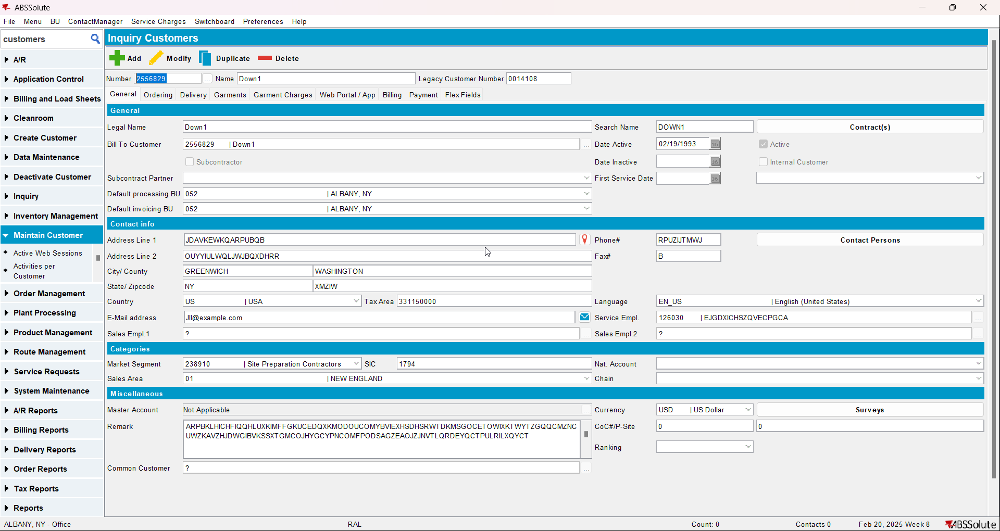 ABSSolute
File Menu BU ContactManager Service Charges Switchboard Preferences Help
customers
Inquiry Customers
Add Modify Duplicate Delete
Number 2556829 ... Name Down1 Legacy Customer Number 0014108
General Ordering Delivery Garments Garment Charges Web Portal / App Billing Payment Flex Fields
General
Legal Name Down1 Search Name DOWN1 Contract(s)
Bill To Customer 2556829 | Down1 ... Date Active 02/19/1993 16 Active
Subcontractor Date Inactive 16 Internal Customer
Subcontract Partner First Service Date 16
Default processing BU 052 | ALBANY, NY
Default invoicing BU 052 | ALBANY, NY
Contact info
Address Line 1 JDAVKEWKQARPUBQB Phone# RPUZIJTMWJ Contact Persons
Address Line 2 OUYYIULWQLJWJBQXDHRR Fax# B
City/ County GREENWICH WASHINGTON
State/ Zipcode NY XMZIW
Country US | USA Tax Area 331150000 Language EN_US | English (United States)
E-Mail address Jll@example.com Service Empl. 126030 | EJGDXICHSZQVECPGCA ...
Sales Empl.1 ? ... Sales Empl.2 ? ...
Categories
Market Segment 238910 | Site Preparation Contractors SIC 1794 Nat. Account
Sales Area 01 | NEW ENGLAND Chain
Miscellaneous
Master Account Not Applicable ... Currency USD | US Dollar Surveys
Remark ARPBKLHICHFIQQHLUXKIMFFGKUCEDQXKMODOUCOMYBVIEXHSDHSRWTDKMSGOCETOWIXKTWYTZGQQCMZNC
UWZKAVZHJDWGIBVKSSXTGMCOJHYGCYPNCOMFPODSAGZEAOJZJNVTLQRDEYQCTPULRILXQYCT
CoC#/P-Site 0 0
Ranking
Common Customer ? ...
A/R
Application Control
Billing and Load Sheets
Cleanroom
Create Customer
Data Maintenance
Deactivate Customer
Inquiry
Inventory Management
Maintain Customer
Active Web Sessions
Activities per
Customer
Order Management
Plant Processing
Product Management
Route Management
Service Requests
System Maintenance
A/R Reports
Billing Reports
Delivery Reports
Order Reports
Tax Reports
Reports
ALBANY, NY - Office RAL Count: 0 Contacts 0 Feb 20, 2025 Week 8 ABSSolute